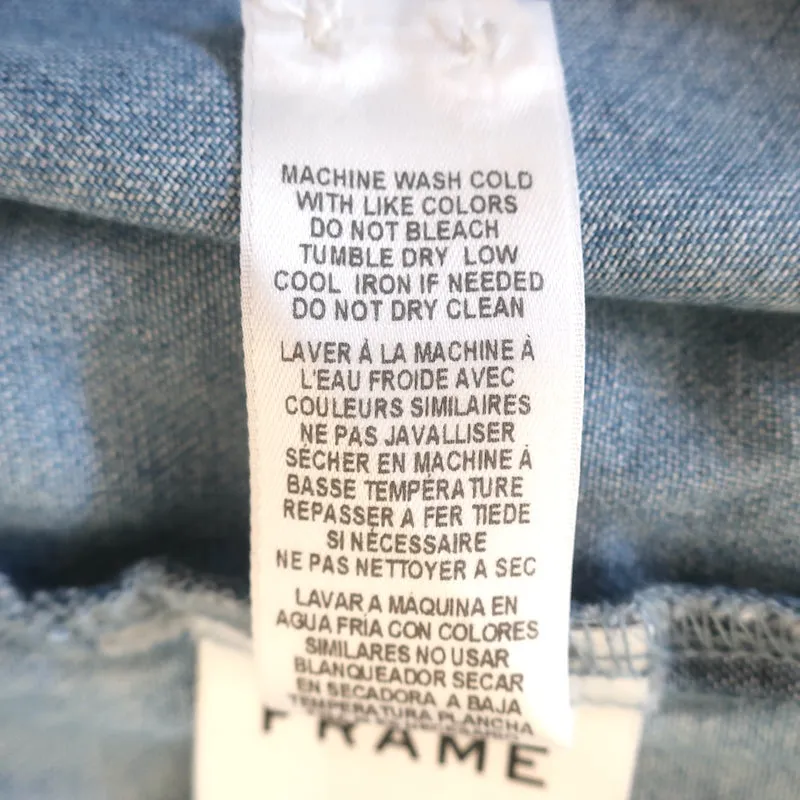 MACHINE WASH COLD
WITH LIKE COLORS
DO NOT BLEACH
TUMBLE DRY LOW
COOL IRON IF NEEDED
DO NOT DRY CLEAN
LAVER À LA MACHINE À
L'EAU FROIDE AVEC
COULEURS SIMILAIRES
NE PAS JAVALLISER
SÉCHER EN MACHINE À
BASSE TEMPÉRATURE
REPASSER A FER TIEDE
SI NÉCESSAIRE
NE PAS NETTOYER A SEC
LAVAR A MAQUINA EN
AGUA FRÍA CON COLORES
SIMILARES NO USAR
BLANQUEADOR SECAR
EN SECADORA A BAJA
TEMPERATURA PLANCHA
FRAME